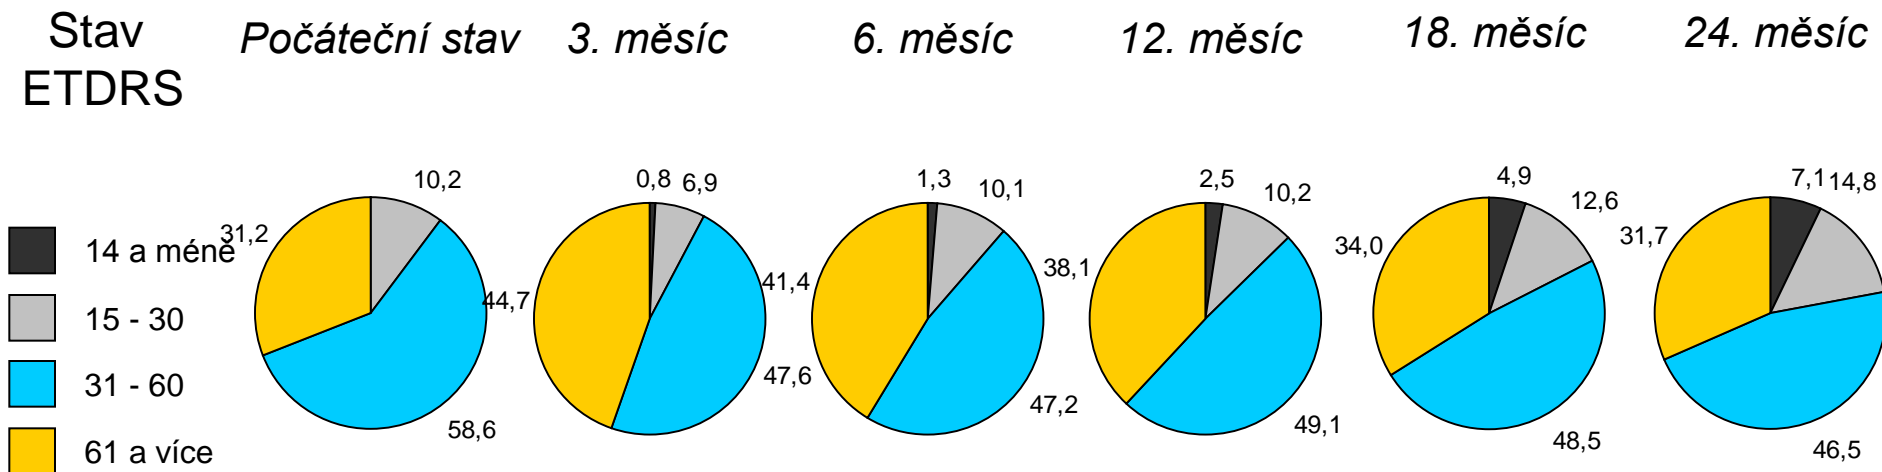 Stav
ETDRS
Počáteční stav
3. měsíc
6. měsíc
12. měsíc
18. měsíc
24. měsíc
14 a méně
15 - 30
31 - 60
61 a více
10,2
31,2
58,6
0,8
6,9
44,7
47,6
1,3
10,1
41,4
47,2
2,5
10,2
38,1
49,1
4,9
12,6
34,0
48,5
7,1
14,8
31,7
46,5